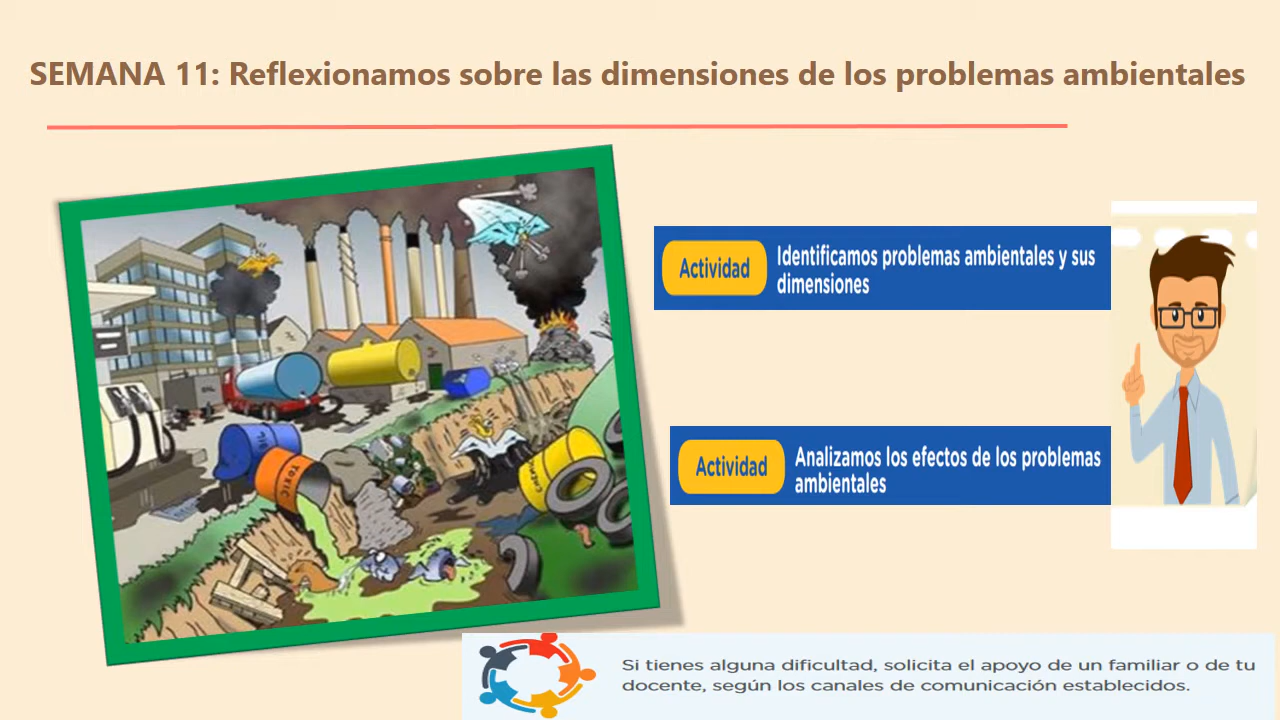 SEMANA 11: Reflexionamos sobre las dimensiones de los problemas ambientales
Actividad
Identificamos problemas ambientales y sus
dimensiones
OIL
TOXIC
Actividad
Analizamos los efectos de los problemas
ambientales
Si tienes alguna dificultad, solicita el apoyo de un familiar o de tu
docente, según los canales de comunicación establecidos.